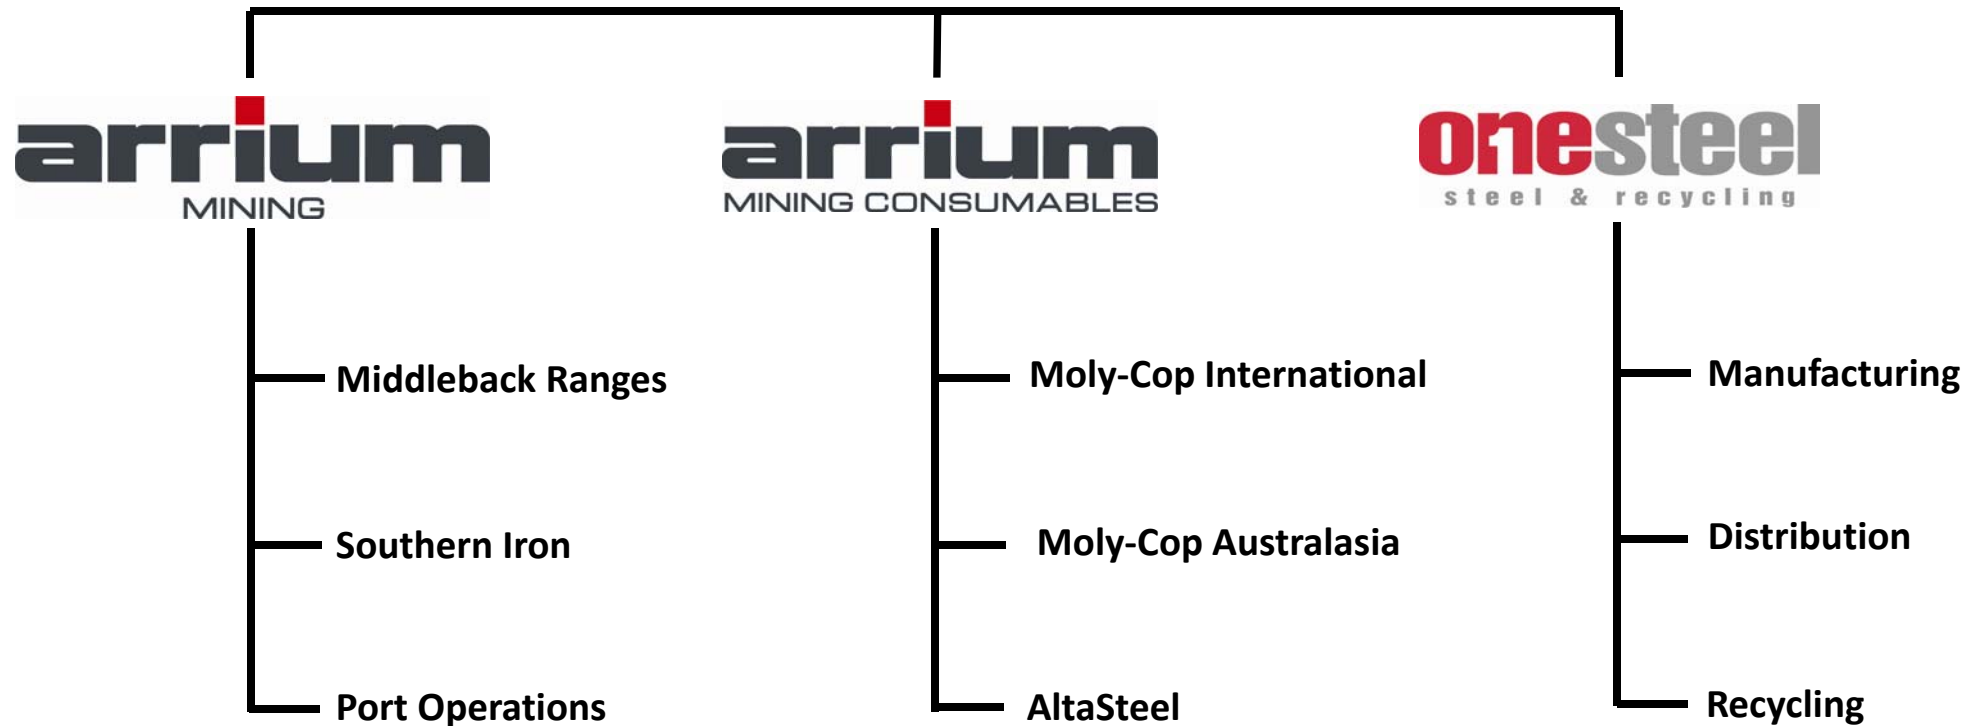 arrium
MINING
arrium
MINING CONSUMABLES
onesteel
steel & recycling
Middleback Ranges
Southern Iron
Port Operations
Moly-Cop International
Moly-Cop Australasia
AltaSteel
Manufacturing
Distribution
Recycling